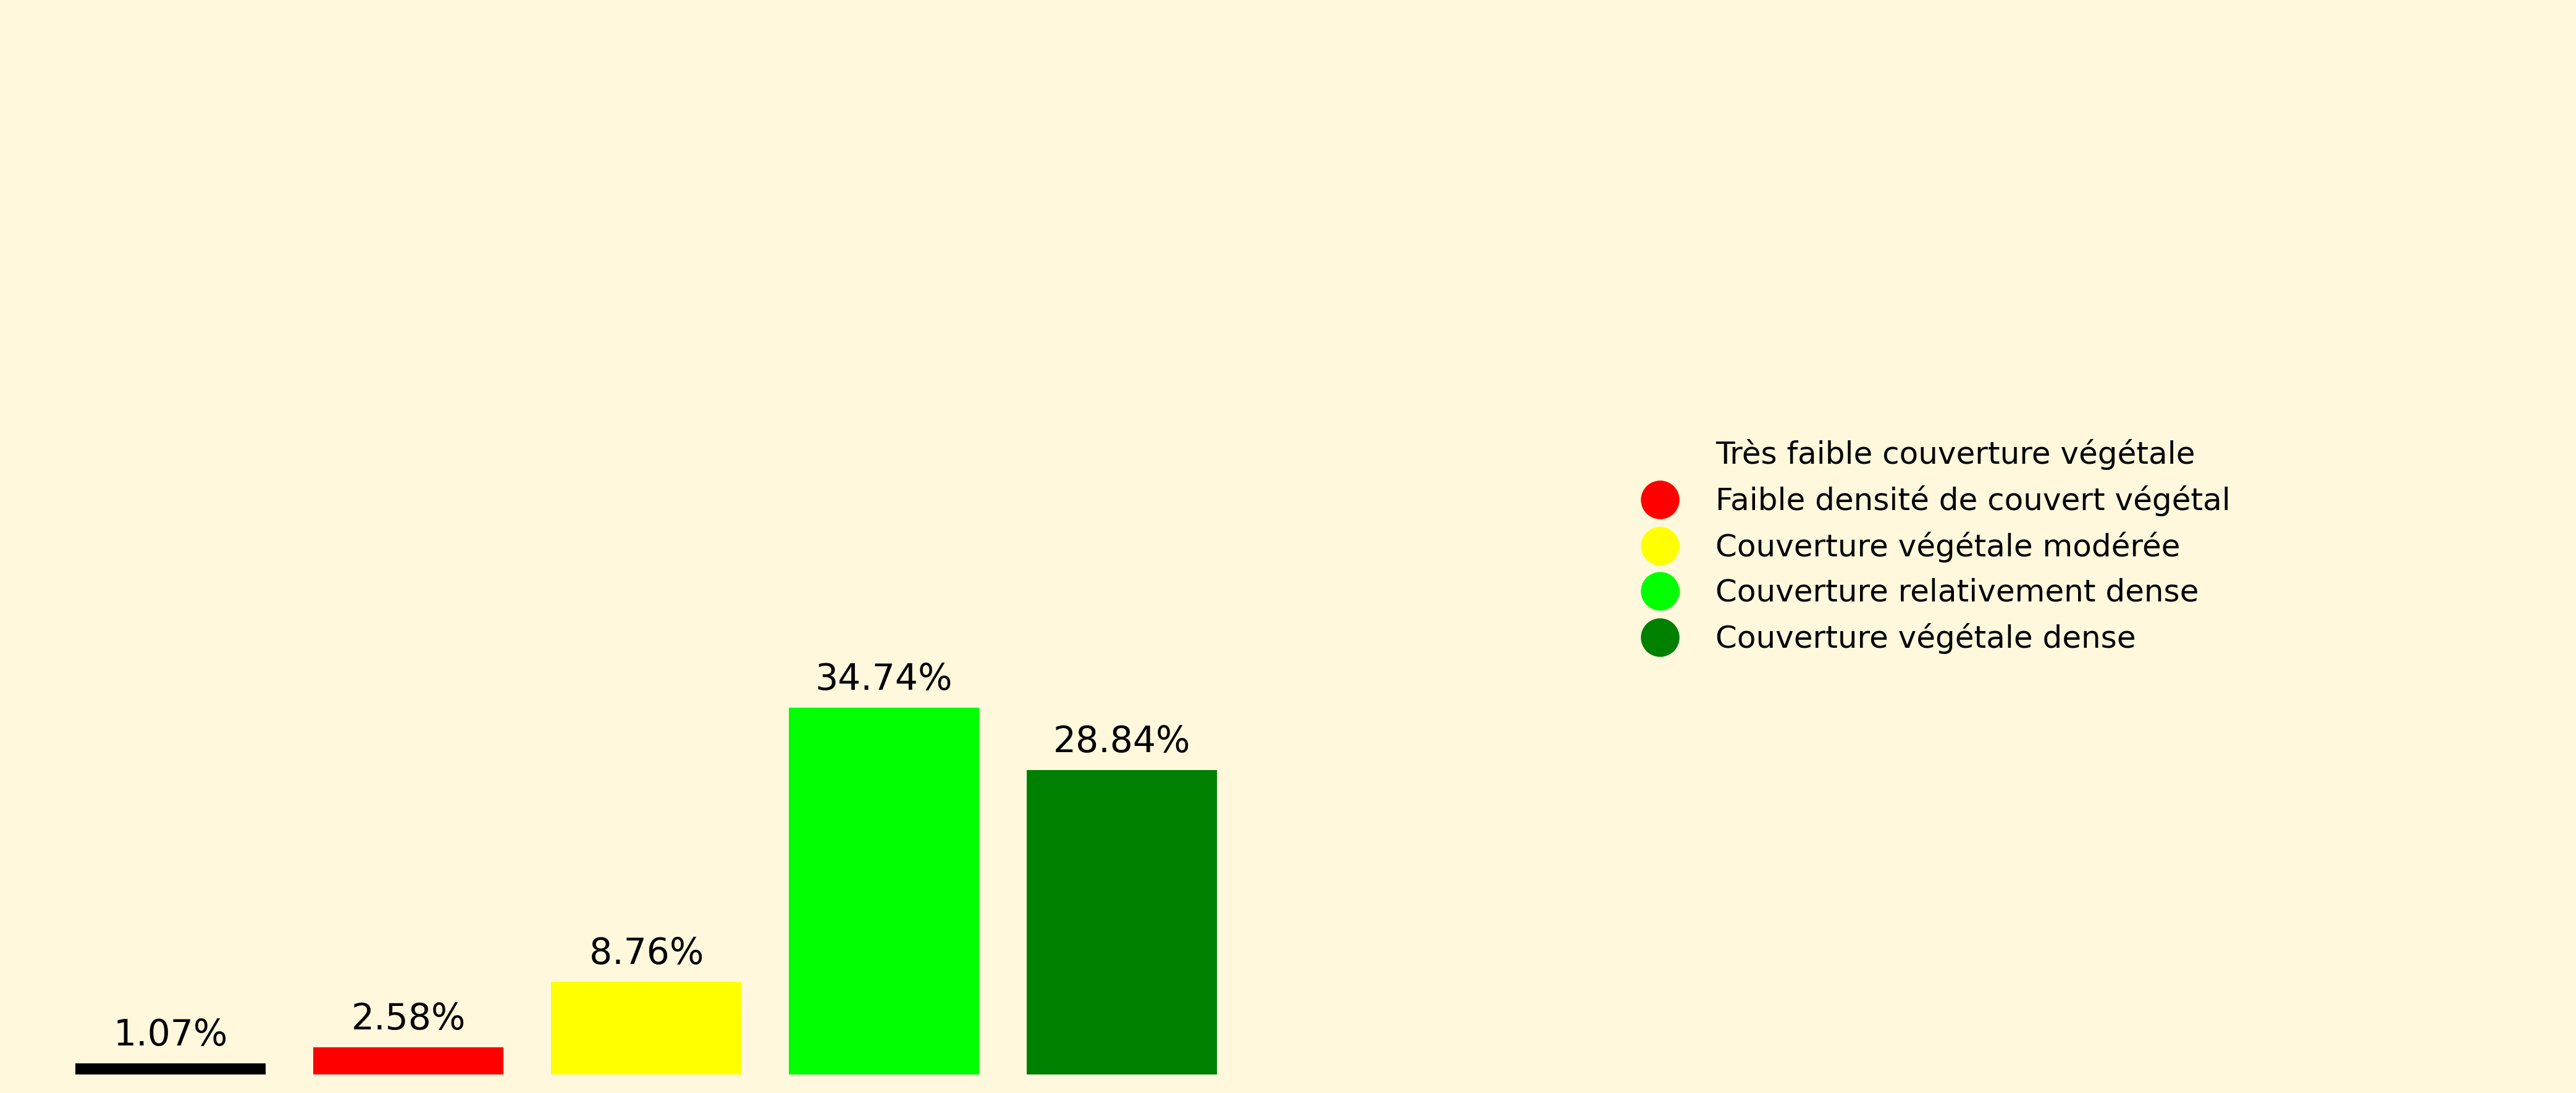 Très faible couverture végétale
Faible densité de couvert végétal
Couverture végétale modérée
Couverture relativement dense
Couverture végétale dense
34.74%
28.84%
8.76%
2.58%
1.07%